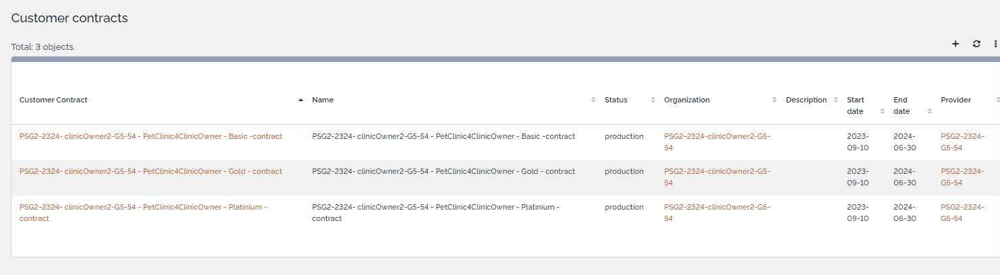 Customer contracts
Total: 3 objects.
Customer Contract Name Status Organization Description Start date End date Provider
PSG2-2324- clinicOwner2-G5-54 - PetClinic4ClinicOwner - Basic -contract PSG2-2324- clinicOwner2-G5-54 - PetClinic4ClinicOwner - Basic -contract production PSG2-2324-clinicOwner2-G5-54 2023-09-10 2024-06-30 PSG2-2324-G5-54
PSG2-2324- clinicOwner2-G5-54 - PetClinic4ClinicOwner - Gold - contract PSG2-2324- clinicOwner2-G5-54 - PetClinic4ClinicOwner - Gold - contract production PSG2-2324-clinicOwner2-G5-54 2023-09-10 2024-06-30 PSG2-2324-G5-54
PSG2-2324- clinicOwner2-G5-54 - PetClinic4ClinicOwner - Platinium - contract PSG2-2324- clinicOwner2-G5-54 - PetClinic4ClinicOwner - Platinium - contract production PSG2-2324-clinicOwner2-G5-54 2023-09-10 2024-06-30 PSG2-2324-G5-54